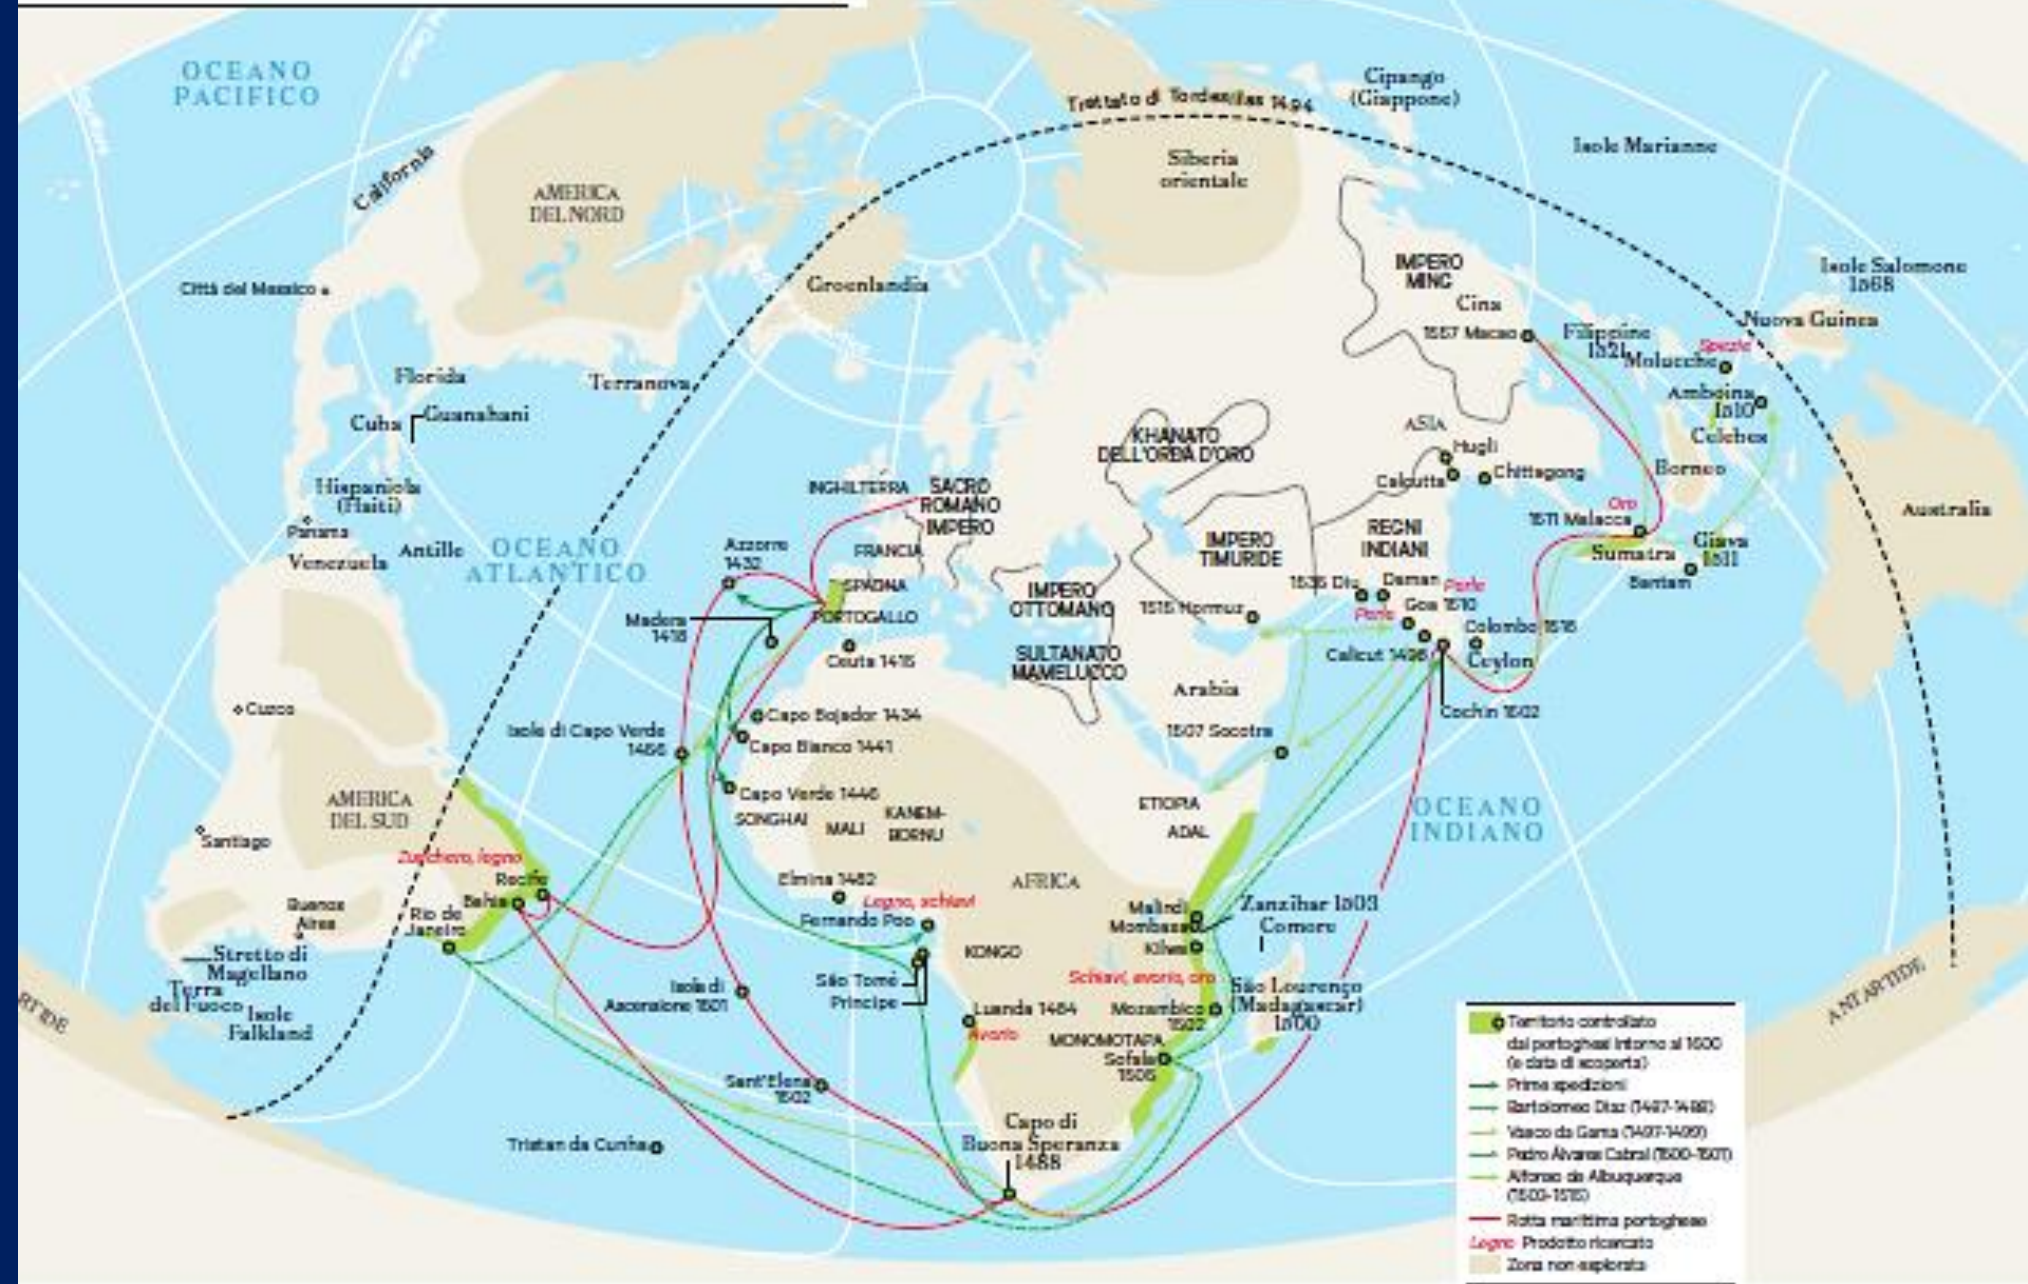 OCEANO
PACIFICO
California
AMERICA
DEL NORD
Groenlandia
Trattato di Tordesillas 1494
Siberia
orientale
Cipango
(Giappone)
Isole Marianne
Isole Salomone
1568
Nuova Guinea
Città del Messico
Florida
Guanahani
Cuba
Terranova
Hispaniola
(Haiti)
Panama
Venezuela
Antille
OCEANO
ATLANTICO
IMPERO
MING
Cina
1557 Macao
Filippine
1521
Spezie
Molucche
Amboina
1510
Celebes
Borneo
Australia
ASIA
Hugli
Calcutta
Chittagong
KHANATO
DELL'ORDA D'ORO
INGHILTERRA
SACRO
ROMANO
IMPERO
FRANCIA
SPAGNA
PORTOGALLO
Azzorre
1432
Madera
1418
Ceuta 1415
IMPERO
OTTOMANO
SULTANATO
MAMELUCCO
IMPERO
TIMURIDE
REGNI
INDIANI
Oro
1511 Malacca
Sumatra
Giava
1511
Bantam
1515 Hormuz
1535 Diu
Daman
Perle
Perle
Goa 1510
Colombo 1518
Calicut 1498
Ceylon
Cochin 1502
Arabia
1507 Socotra
Cuzco
Isole di Capo Verde
1456
Capo Bojador 1434
Capo Bianco 1441
Capo Verde 1446
SONGHAI
MALI
KANEM-
BORNU
ETIOPIA
ADAL
OCEANO
INDIANO
AMERICA
DEL SUD
Santiago
Zucchero, legno
Recife
Bahia
Rio de
Janeiro
Buenos
Aires
Stretto di
Magellano
Terra
del Fuoco
Isole
Falkland
Elmina 1482
Legno, schiavi
Fernando Poo
AFRICA
KONGO
São Tomé
Principe
Isola di
Ascensione 1501
Luanda 1484
Avorio
Malindi
Mombasa
Kilwa
Zanzibar 1503
Comore
Schiavi, avorio, oro
São Lourenço
(Madagascar)
1500
Mozambico
1502
MONOMOTAPA
Sofala
1505
Sant'Elena
1502
Tristan da Cunha
Capo di
Buona Speranza
1488
ANTARTIDE
Territorio controllato
dai portoghesi intorno al 1600
(e data di scoperta)
Prime spedizioni
Bartolomeo Diaz (1487-1488)
Vasco da Gama (1497-1499)
Pedro Álvares Cabral (1500-1501)
Alfonso de Albuquerque
(1503-1515)
Rotta marittima portoghese
Legno Prodotto ricercato
Zona non esplorata